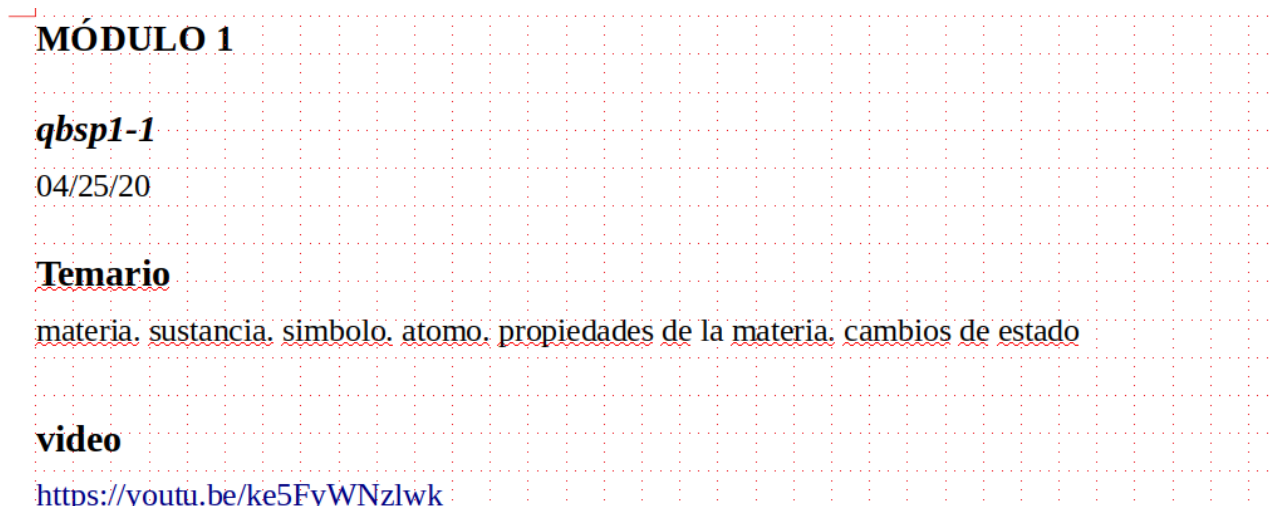 MÓDULO 1
qbsp1-1
04/25/20
Temario
materia. sustancia. simbolo. atomo. propiedades de la materia. cambios de estado
video
https://youtu.be/ke5FvWNzlwk